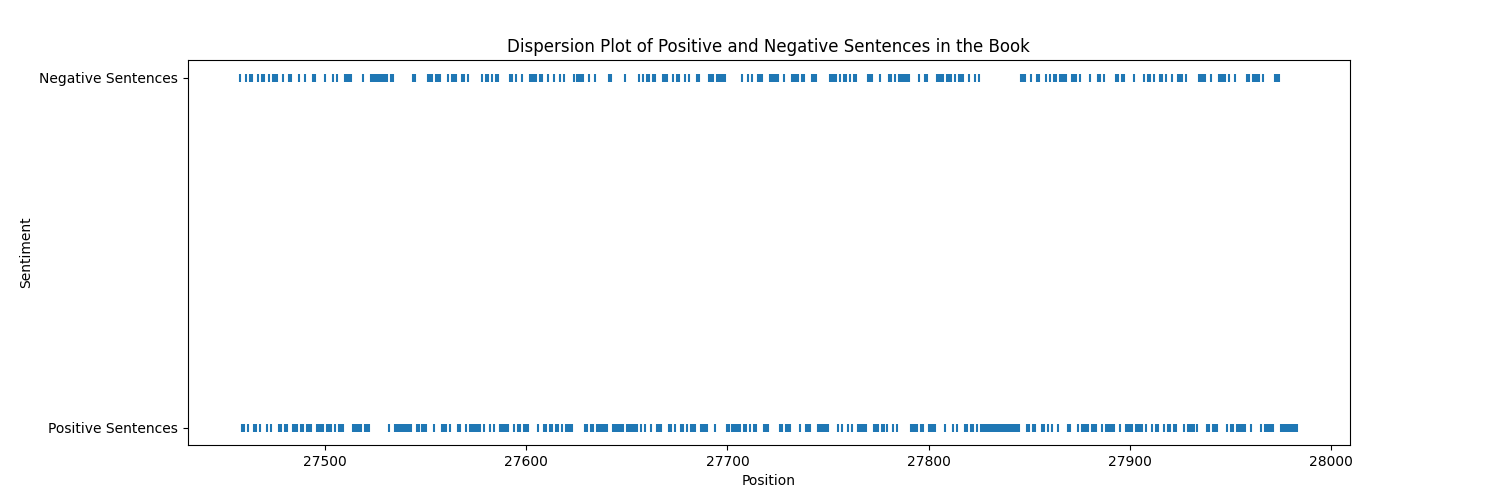 Dispersion Plot of Positive and Negative Sentences in the Book
Negative Sentences
Sentiment
Positive Sentences
27500 27600 27700 27800 27900 28000
Position